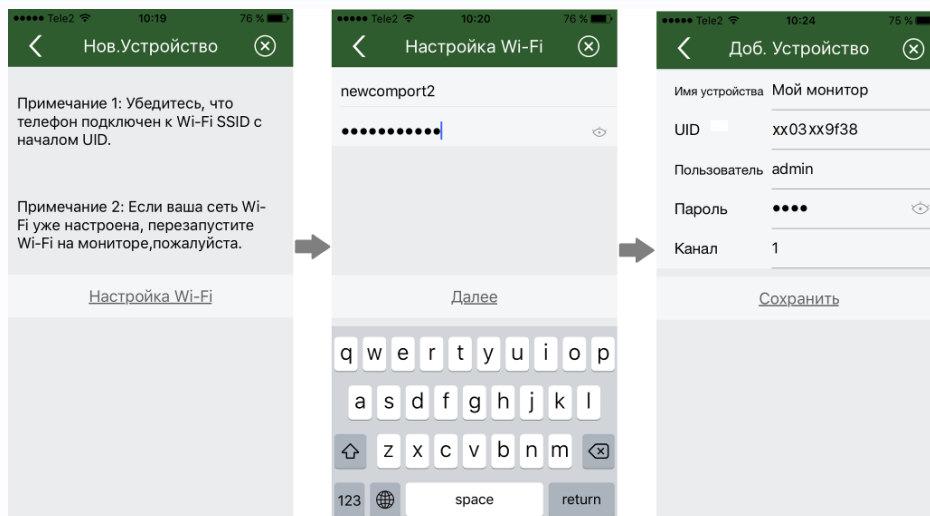 Tele2 10:19 76 %
Нов.Устройство
Примечание 1: Убедитесь, что
телефон подключен к Wi-Fi SSID с
началом UID.
Примечание 2: Если ваша сеть Wi-
Fi уже настроена, перезапустите
Wi-Fi на мониторе,пожалуйста.
Настройка Wi-Fi
Tele2 10:20 76 %
Настройка Wi-Fi
newcomport2
•••••••••••
Далее
q w e r t y u i o p
a s d f g h j k l
z x c v b n m
123 space return
Tele2 10:24 75 %
Доб. Устройство
Имя устройства Мой монитор
UID xx03xx9f38
Пользователь admin
Пароль ••••
Канал 1
Сохранить